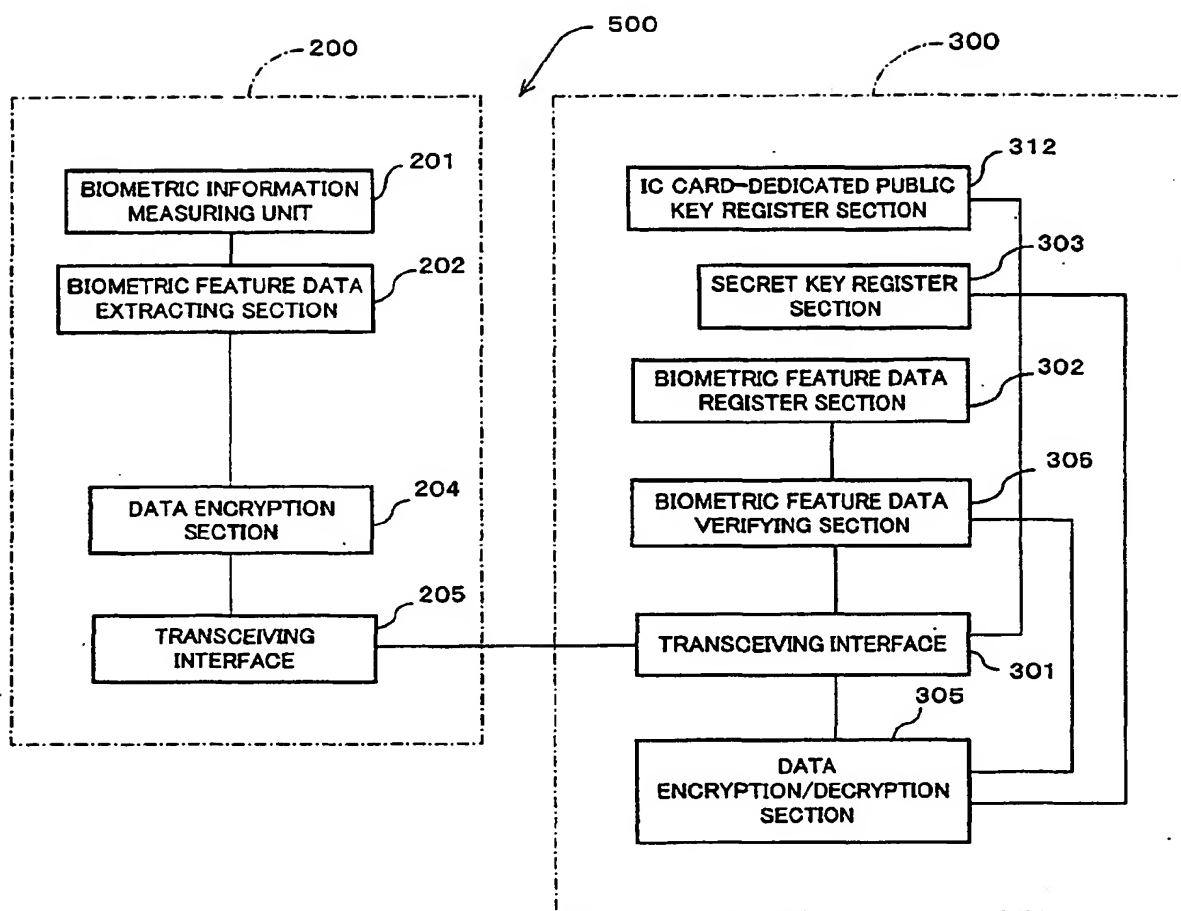 500
200
300
201
BIOMETRIC INFORMATION
MEASURING UNIT
202
BIOMETRIC FEATURE DATA
EXTRACTING SECTION
204
DATA ENCRYPTION
SECTION
205
TRANSCEIVING
INTERFACE
312
IC CARD-DEDICATED PUBLIC
KEY REGISTER SECTION
303
SECRET KEY REGISTER
SECTION
302
BIOMETRIC FEATURE DATA
REGISTER SECTION
306
BIOMETRIC FEATURE DATA
VERIFYING SECTION
TRANSCEIVING INTERFACE
301
305
DATA
ENCRYPTION/DECRYPTION
SECTION